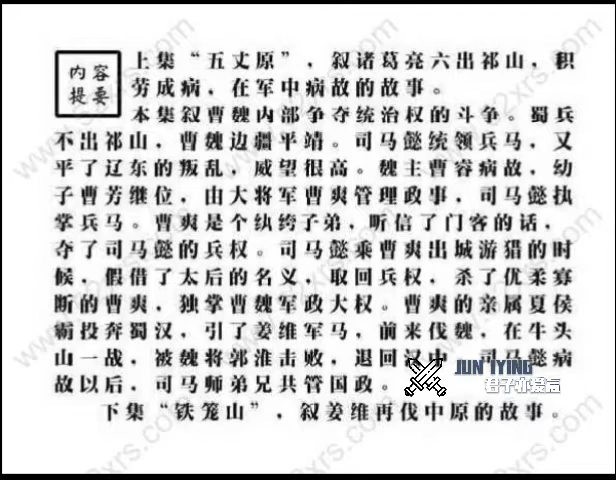 内容
提要
上集“五丈原”，叙诸葛亮六出祁山，积
劳成病，在军中病故的故事。
本集叙曹魏内部争夺统治权的斗争。蜀兵
不出祁山，曹魏边疆平靖。司马懿统领兵马，又
平了辽东的叛乱，威望很高。魏主曹容病故，幼
子曹芳继位，由大将军曹爽管理政事，司马懿执
掌兵马。曹爽是个纨绔子弟，听信了门客的话，
夺了司马懿的兵权。司马懿乘曹爽出城游猎的时
候，假借了太后的名义，取回兵权，杀了优柔寡
断的曹爽，独掌曹魏军政大权。曹爽的亲属夏侯
霸投奔蜀汉，引了姜维军马，前来伐魏，在牛头
山一战，被魏将郭淮击败，退回汉中。司马懿病
故以后，司马师弟兄共管国政。
JUN IYING
下集“铁笼山”，叙姜维再伐中原的故事。